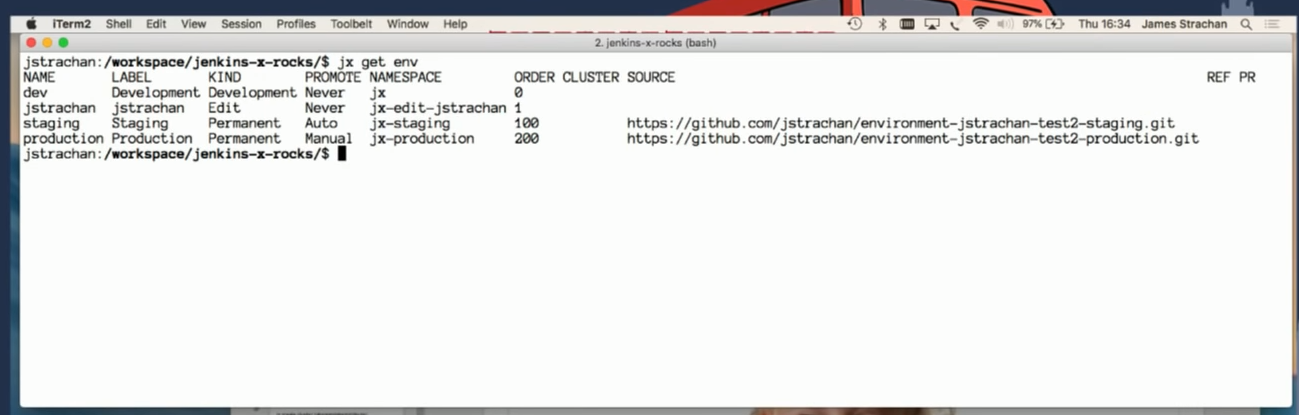 iTerm2 Shell Edit View Session Profiles Toolbelt Window Help 97% Thu 16:34 James Strachan
2. jenkins-x-rocks (bash)
jstrachan:/workspace/jenkins-x-rocks/$ jx get env
NAME LABEL KIND PROMOTE NAMESPACE ORDER CLUSTER SOURCE REF PR
dev Development Development Never jx 0
jstrachan jstrachan Edit Never jx-edit-jstrachan 1
staging Staging Permanent Auto jx-staging 100 https://github.com/jstrachan/environment-jstrachan-test2-staging.git
production Production Permanent Manual jx-production 200 https://github.com/jstrachan/environment-jstrachan-test2-production.git
jstrachan:/workspace/jenkins-x-rocks/$